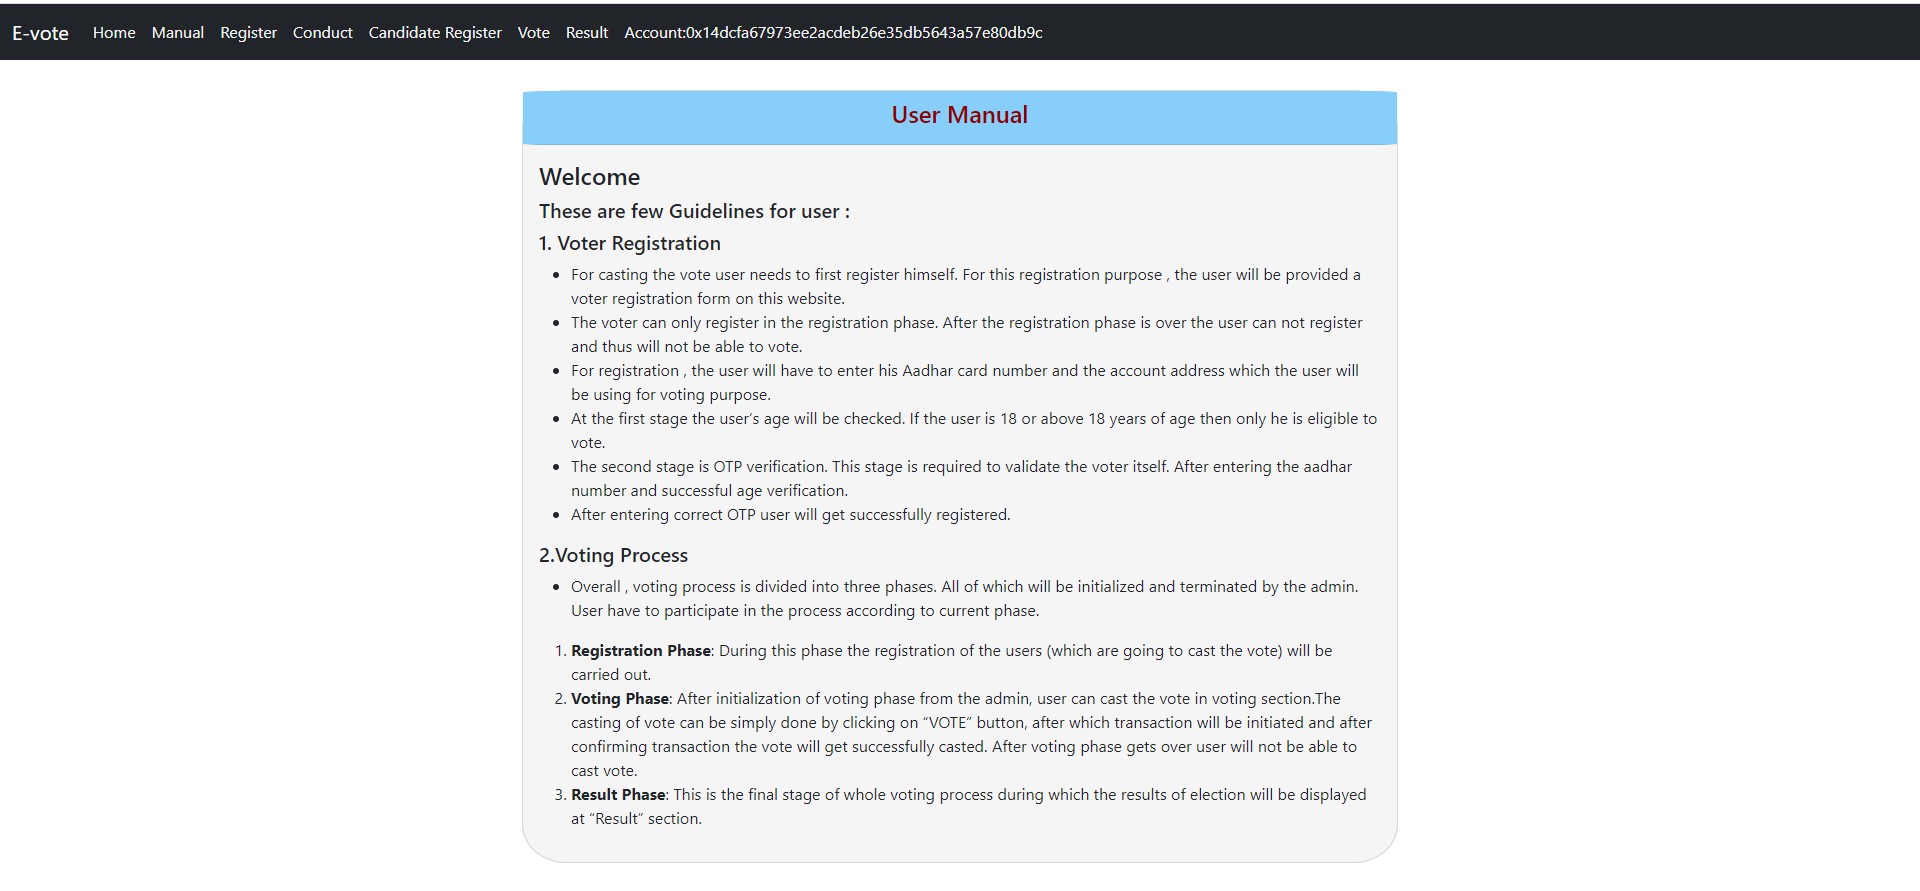 E-vote Home Manual Register Conduct Candidate Register Vote Result Account:0x14dcfa67973ee2acdeb26e35db5643a57e80db9c
User Manual
Welcome
These are few Guidelines for user :
1. Voter Registration
• For casting the vote user needs to first register himself. For this registration purpose , the user will be provided a
voter registration form on this website.
• The voter can only register in the registration phase. After the registration phase is over the user can not register
and thus will not be able to vote.
• For registration , the user will have to enter his Aadhar card number and the account address which the user will
be using for voting purpose.
• At the first stage the user's age will be checked. If the user is 18 or above 18 years of age then only he is eligible to
vote.
• The second stage is OTP verification. This stage is required to validate the voter itself. After entering the aadhar
number and successful age verification.
• After entering correct OTP user will get successfully registered.
2.Voting Process
• Overall , voting process is divided into three phases. All of which will be initialized and terminated by the admin.
User have to participate in the process according to current phase.
1. Registration Phase: During this phase the registration of the users (which are going to cast the vote) will be
carried out.
2. Voting Phase: After initialization of voting phase from the admin, user can cast the vote in voting section.The
casting of vote can be simply done by clicking on “VOTE” button, after which transaction will be initiated and after
confirming transaction the vote will get successfully casted. After voting phase gets over user will not be able to
cast vote.
3. Result Phase: This is the final stage of whole voting process during which the results of election will be displayed
at “Result” section.